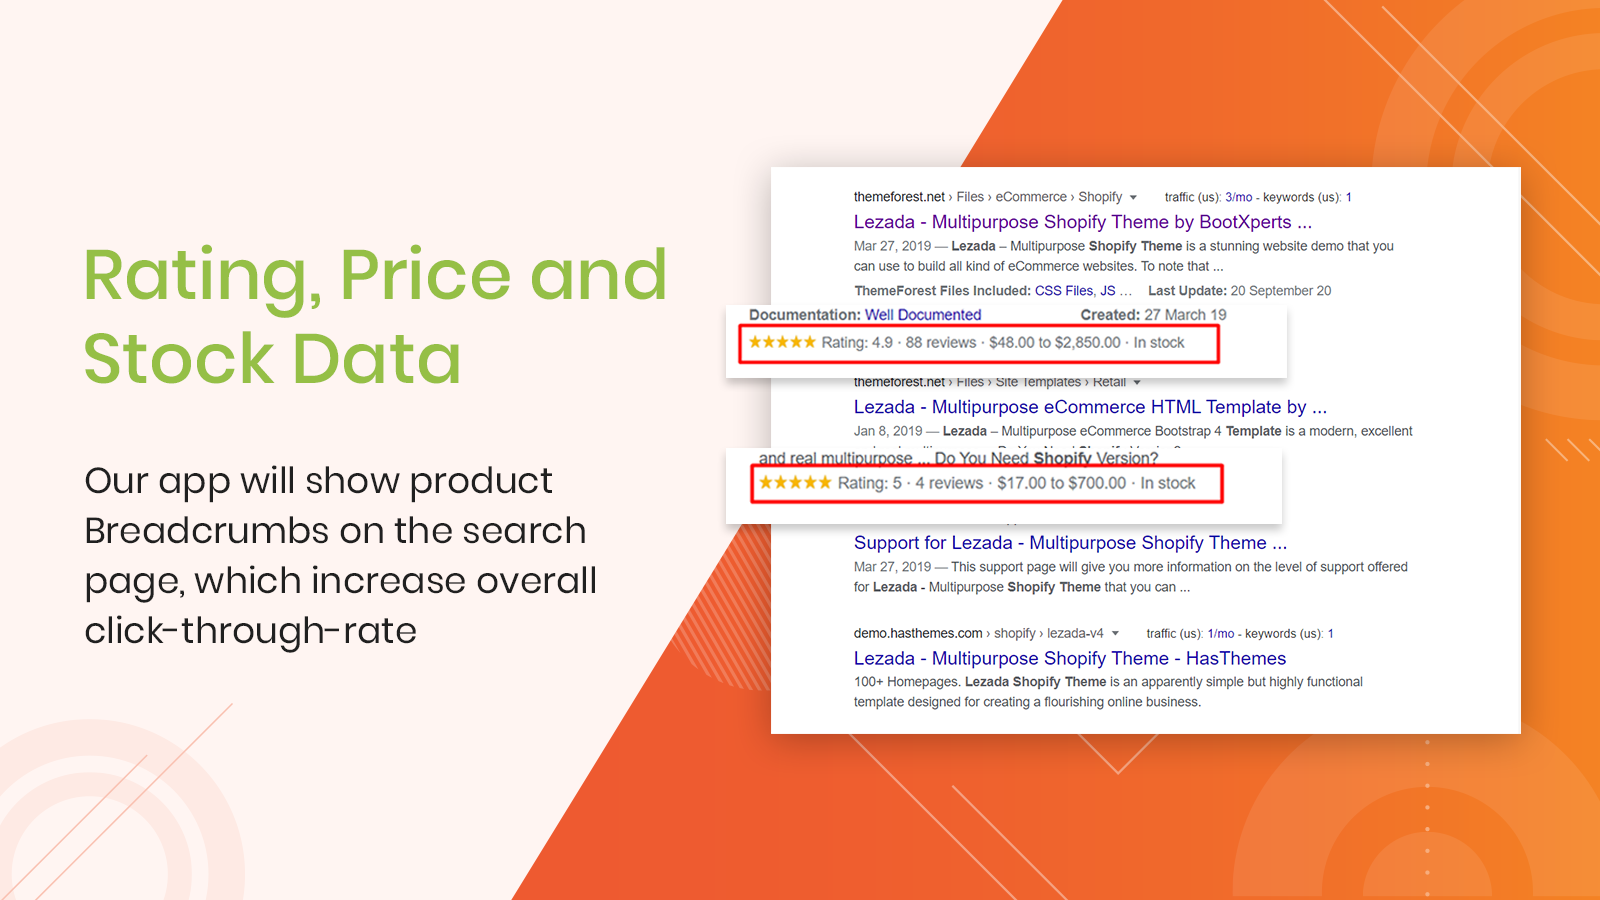 Rating, Price and
Stock Data
Our app will show product
Breadcrumbs on the search
page, which increase overall
click-through-rate
themeforest.net › Files › eCommerce › Shopify ▼ traffic (us): 3/mo - keywords (us): 1
Lezada - Multipurpose Shopify Theme by BootXperts ...
Mar 27, 2019 — Lezada – Multipurpose Shopify Theme is a stunning website demo that you
can use to build all kind of eCommerce websites. To note that ...
ThemeForest Files Included: CSS Files, JS ... Last Update: 20 September 20
Documentation: Well Documented Created: 27 March 19
★★★★★ Rating: 4.9 · 88 reviews · $48.00 to $2,850.00 · In stock
themeforest.net › Files › Site Templates › Retail ▼
Lezada - Multipurpose eCommerce HTML Template by ...
Jan 8, 2019 — Lezada – Multipurpose eCommerce Bootstrap 4 Template is a modern, excellent
and real multipurpose ... Do You Need Shopify Version?
★★★★★ Rating: 5 · 4 reviews · $17.00 to $700.00 · In stock
Support for Lezada - Multipurpose Shopify Theme ...
Mar 27, 2019 — This support page will give you more information on the level of support offered
for Lezada - Multipurpose Shopify Theme that you can ...
demo.hasthemes.com › shopify › lezada-v4 ▼ traffic (us): 1/mo - keywords (us): 1
Lezada - Multipurpose Shopify Theme - HasThemes
100+ Homepages. Lezada Shopify Theme is an apparently simple but highly functional
template designed for creating a flourishing online business.